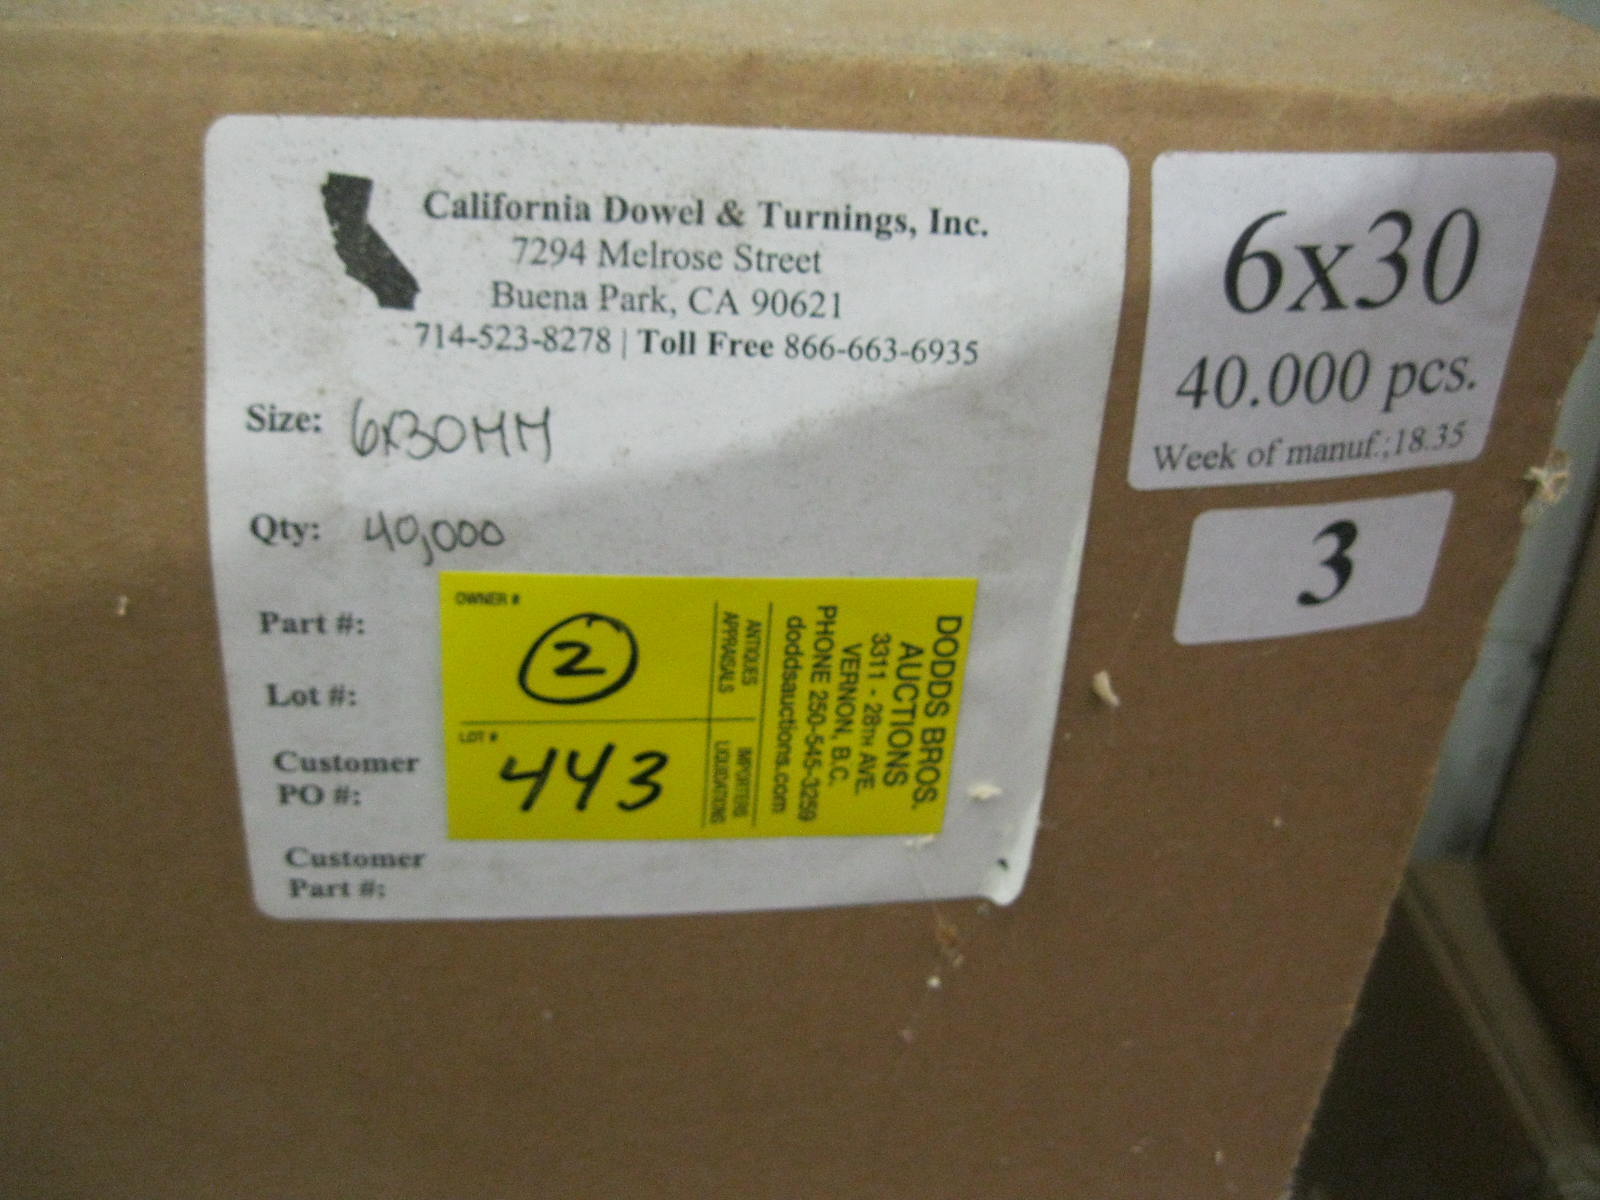 California Dowel & Turnings, Inc.
7294 Melrose Street
Buena Park, CA 90621
714-523-8278 | Toll Free 866-663-6935
Size: 6x30MM
Qty: 40,000
Part #:
Lot #:
Customer
PO #:
Customer
Part #:
OWNER #
2
LOT #
443
DODDS BROS.
AUCTIONS
3311 - 28TH AVE.
VERNON, B.C.
PHONE 250-545-3259
doddsauctions.com
ANTIQUES
APPRAISALS
IMPORTERS
LIQUIDATIONS
6x30
40.000 pcs.
Week of manuf.;18.35
3